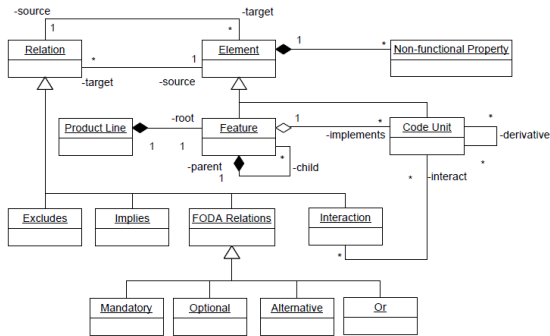 -source
-target
1
*
Relation
Element
1
*
Non-functional Property
*
1
-target
-source
Product Line
-root
Feature
1
*
Code Unit
*
-derivative
-implements
1
1
*
*
-parent
-child
1
*
-interact
Excludes
Implies
FODA Relations
Interaction
*
Mandatory
Optional
Alternative
Or